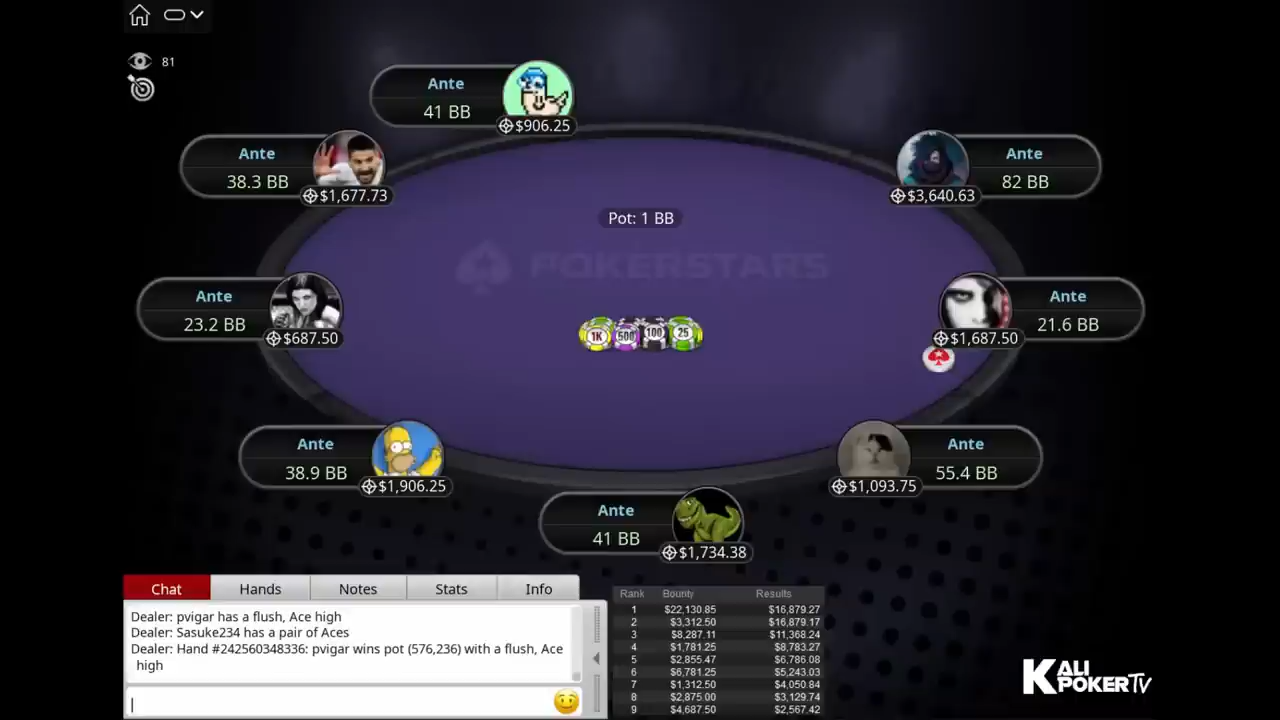 81
Ante
41 BB
$906.25
Ante
38.3 BB
$1,677.73
Ante
82 BB
$3,640.63
Pot: 1 BB
POKERSTARS
Ante
23.2 BB
$687.50
1K 500 100 25
Ante
21.6 BB
$1,687.50
Ante
38.9 BB
$1,906.25
Ante
55.4 BB
$1,093.75
Ante
41 BB
$1,734.38
Chat Hands Notes Stats Info
Dealer: pvigar has a flush, Ace high
Dealer: Sasuke234 has a pair of Aces
Dealer: Hand #242560348336: pvigar wins pot (576,236) with a flush, Ace
high
Rank Bounty Results
1 $22,130.85 $16,879.27
2 $3,312.50 $16,879.17
3 $8,287.11 $11,368.24
4 $1,781.25 $8,783.27
5 $2,855.47 $6,786.08
6 $6,781.25 $5,243.03
7 $1,312.50 $4,050.84
8 $2,875.00 $3,129.74
9 $4,687.50 $2,567.42
KALI
POKERTV